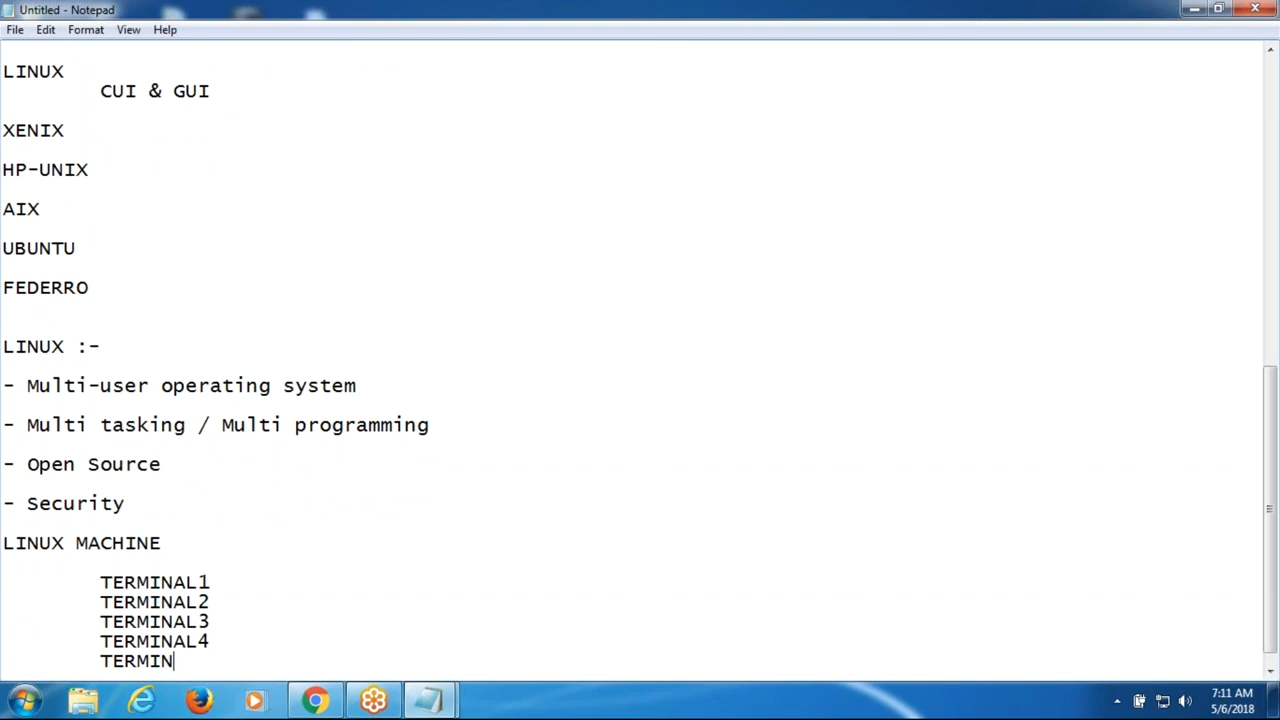 Untitled - Notepad
File Edit Format View Help
LINUX
CUI & GUI
XENIX
HP-UNIX
AIX
UBUNTU
FEDERRO
LINUX :-
- Multi-user operating system
- Multi tasking / Multi programming
- Open Source
- Security
LINUX MACHINE
TERMINAL1
TERMINAL2
TERMINAL3
TERMINAL4
TERMIN
7:11 AM
5/6/2018